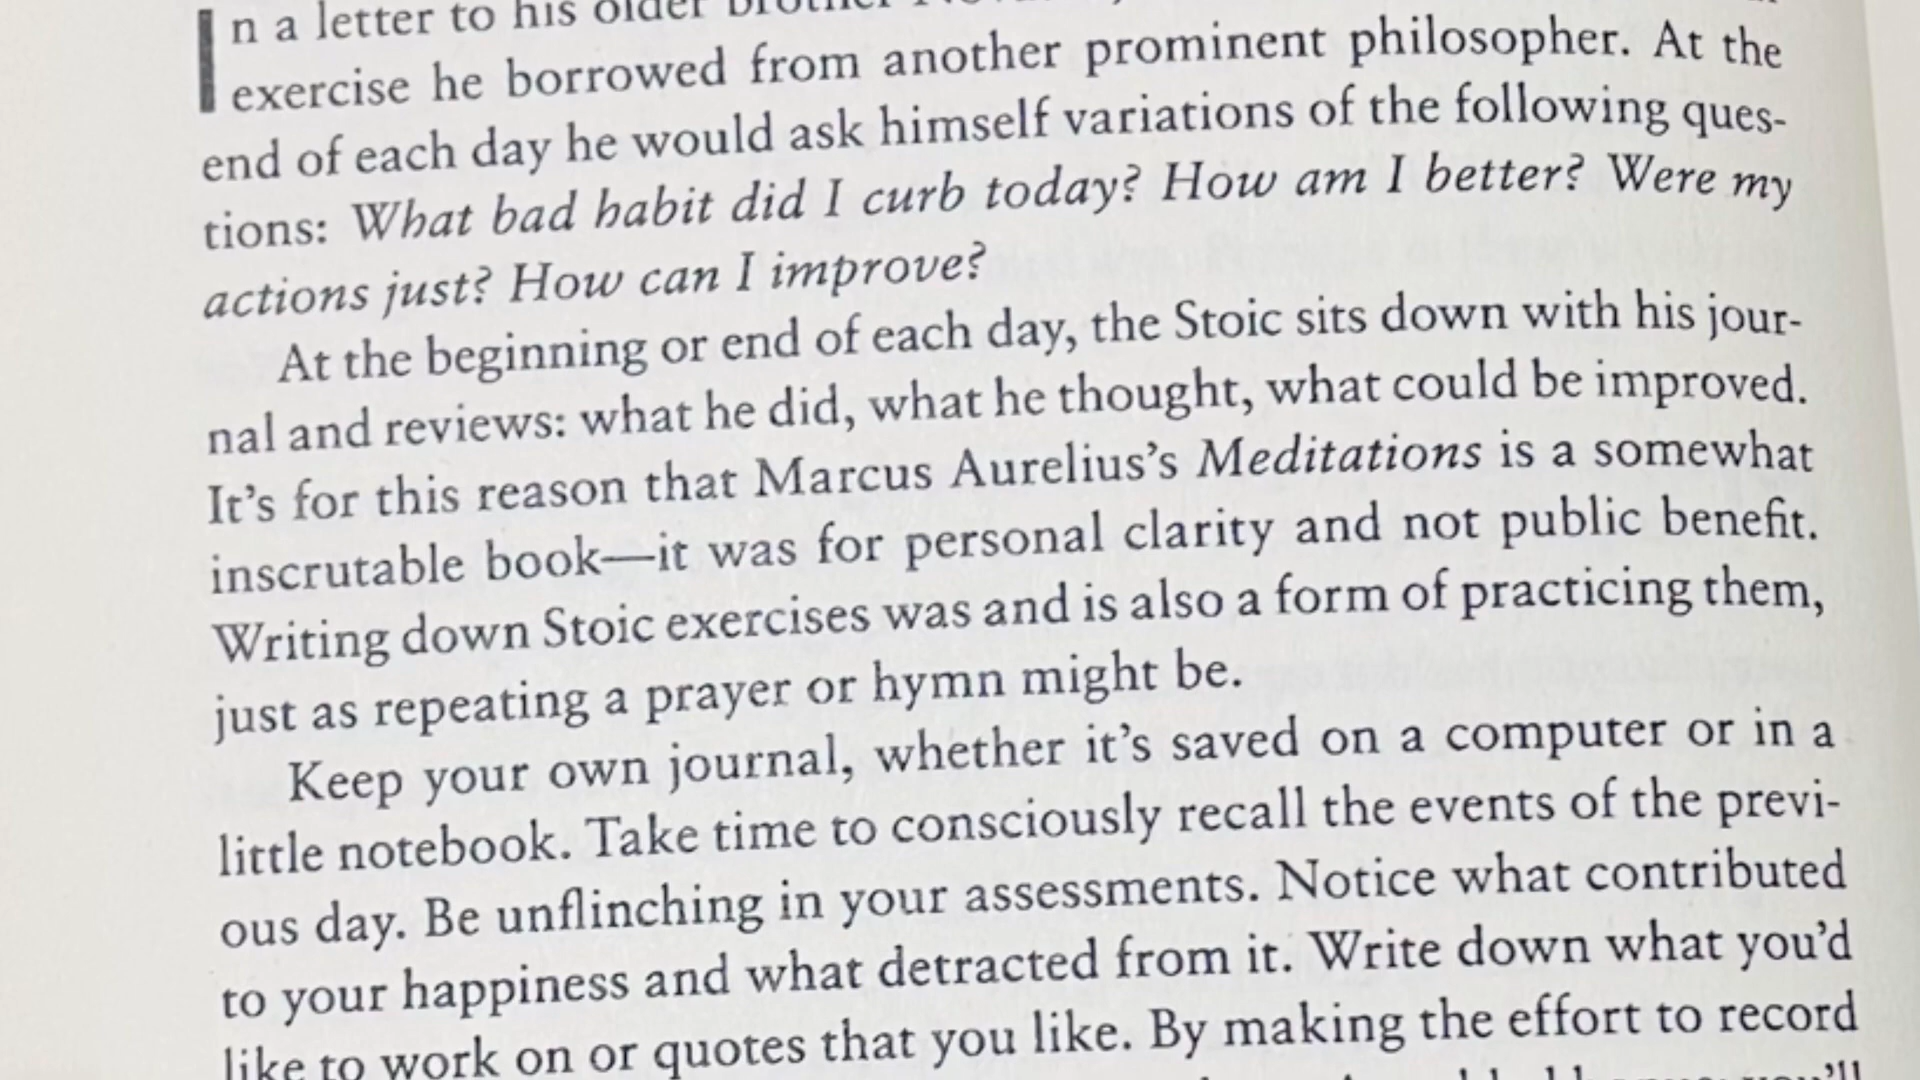 In a letter to his older brother
exercise he borrowed from another prominent philosopher. At the
end of each day he would ask himself variations of the following ques-
tions: What bad habit did I curb today? How am I better? Were my
actions just? How can I improve?
At the beginning or end of each day, the Stoic sits down with his jour-
nal and reviews: what he did, what he thought, what could be improved.
It's for this reason that Marcus Aurelius's Meditations is a somewhat
inscrutable book—it was for personal clarity and not public benefit.
Writing down Stoic exercises was and is also a form of practicing them,
just as repeating a prayer or hymn might be.
Keep your own journal, whether it's saved on a computer or in a
little notebook. Take time to consciously recall the events of the previ-
ous day. Be unflinching in your assessments. Notice what contributed
to your happiness and what detracted from it. Write down what you'd
like to work on or quotes that you like. By making the effort to record
you'll